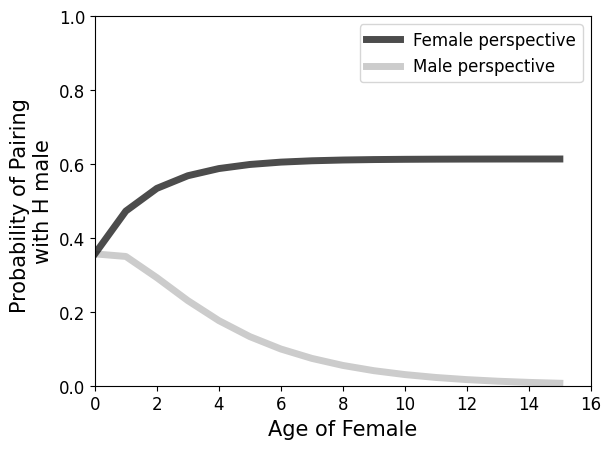 Female perspective
Male perspective
Probability of Pairing
with H male
1.0
0.8
0.6
0.4
0.2
0.0
0 2 4 6 8 10 12 14 16
Age of Female